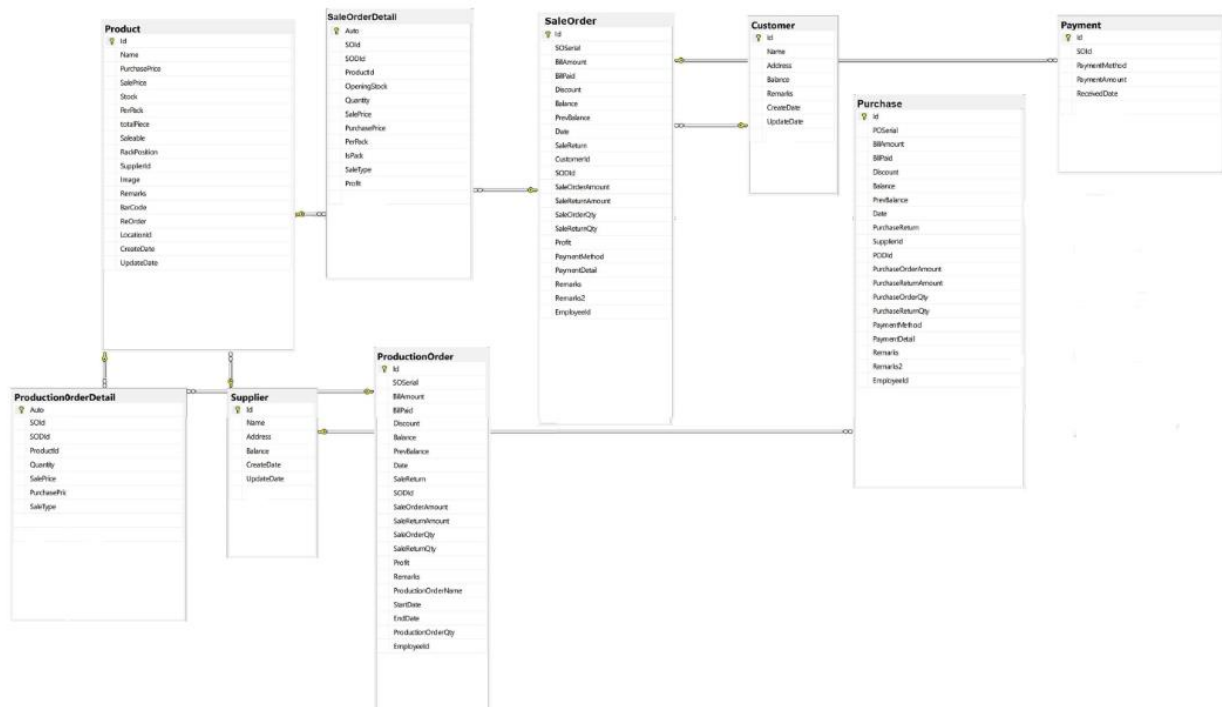 Product
Id
Name
PurchasePrice
SalePrice
Stock
PerPack
totalPiece
Saleable
RackPosition
SupplierId
Image
Remarks
BarCode
ReOrder
LocationId
CreateDate
UpdateDate
SaleOrderDetail
Auto
SOId
SODId
ProductId
OpeningStock
Quantity
SalePrice
PurchasePrice
PerPack
IsPack
SaleType
Profit
SaleOrder
Id
SOSerial
BillAmount
BillPaid
Discount
Balance
PrevBalance
Date
SaleReturn
CustomerId
SODId
SaleOrderAmount
SaleReturnAmount
SaleOrderQty
SaleReturnQty
Profit
PaymentMethod
PaymentDetail
Remarks
Remarks2
EmployeeId
Customer
Id
Name
Address
Balance
Remarks
CreateDate
UpdateDate
Payment
Id
SOId
PaymentMethod
PaymentAmount
ReceivedDate
Purchase
Id
POSerial
BillAmount
BillPaid
Discount
Balance
PrevBalance
Date
PurchaseReturn
SupplierId
PODId
PurchaseOrderAmount
PurchaseReturnAmount
PurchaseOrderQty
PurchaseReturnQty
PaymentMethod
PaymentDetail
Remarks
Remarks2
EmployeeId
Production0rderDetail
Auto
SOId
SODId
ProductId
Quantity
SalePrice
PurchasePric
SaleType
Supplier
Id
Name
Address
Balance
CreateDate
UpdateDate
ProductionOrder
Id
SOSerial
BillAmount
BillPaid
Discount
Balance
PrevBalance
Date
SaleReturn
SODId
SaleOrderAmount
SaleReturnAmount
SaleOrderQty
SaleReturnQty
Profit
Remarks
ProductionOrderName
StartDate
EndDate
ProductionOrderQty
EmployeeId